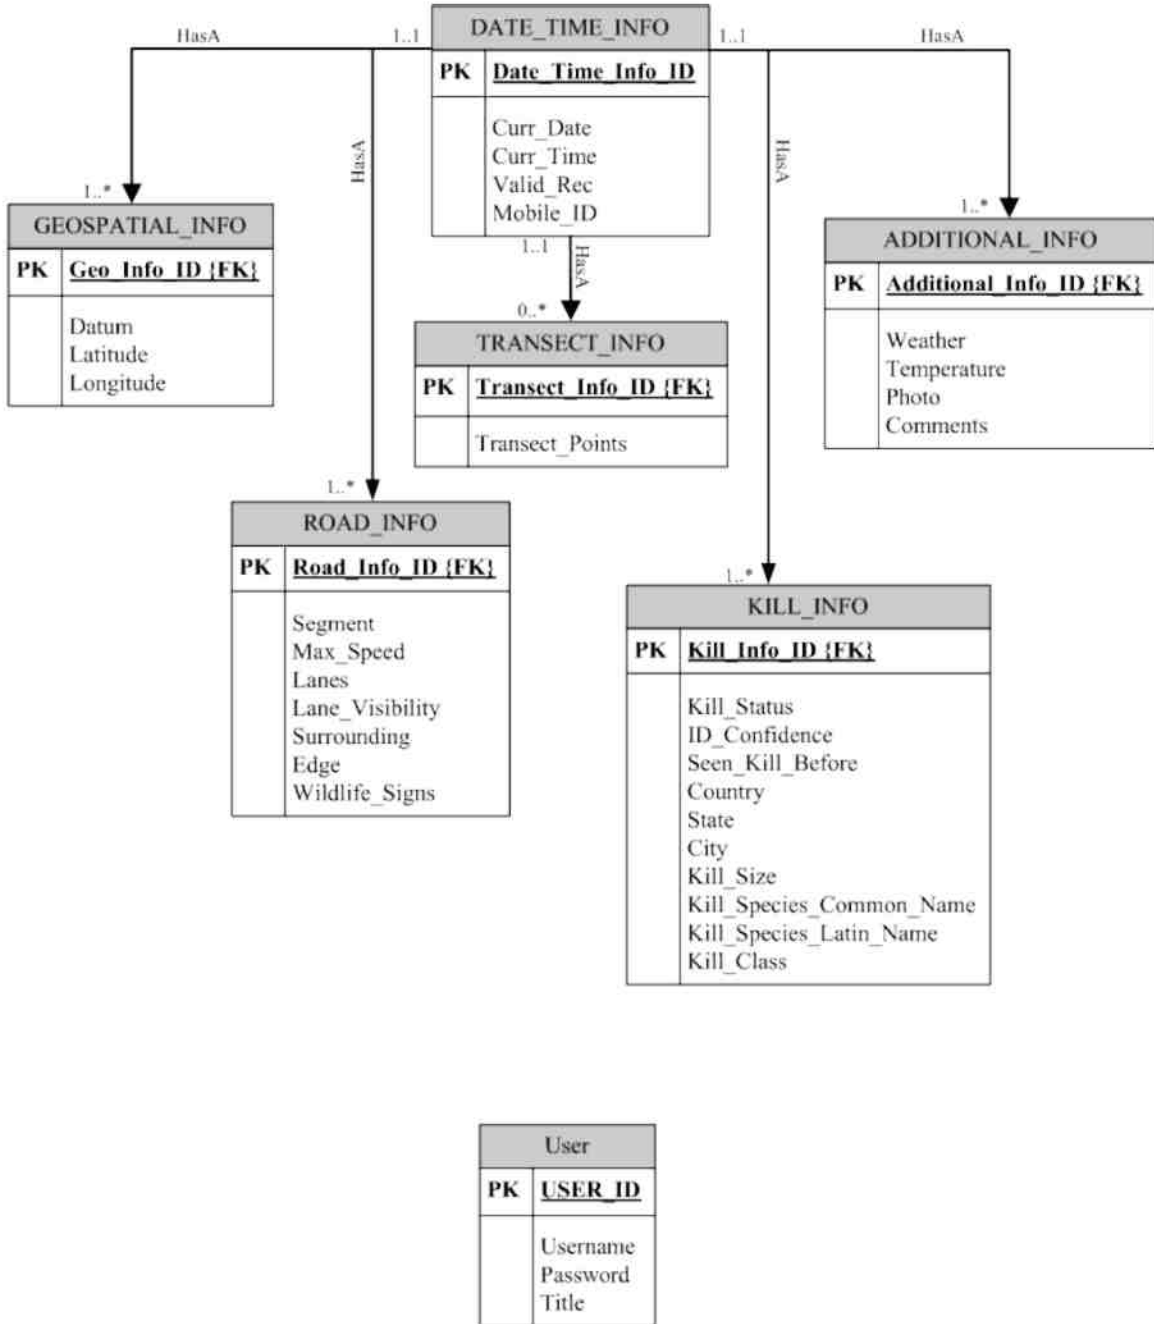 DATE_TIME_INFO
PK Date_Time_Info_ID
Curr_Date
Curr_Time
Valid_Rec
Mobile_ID
HasA
1..1
1..1
HasA
HasA
HasA
1..*
1..*
1..1
HasA
0..*
GEOSPATIAL_INFO
PK Geo_Info_ID {FK}
Datum
Latitude
Longitude
ADDITIONAL_INFO
PK Additional_Info_ID {FK}
Weather
Temperature
Photo
Comments
TRANSECT_INFO
PK Transect_Info_ID {FK}
Transect_Points
1..*
ROAD_INFO
PK Road_Info_ID {FK}
Segment
Max_Speed
Lanes
Lane_Visibility
Surrounding
Edge
Wildlife_Signs
1..*
KILL_INFO
PK Kill_Info_ID {FK}
Kill_Status
ID_Confidence
Seen_Kill_Before
Country
State
City
Kill_Size
Kill_Species_Common_Name
Kill_Species_Latin_Name
Kill_Class
User
PK USER_ID
Username
Password
Title